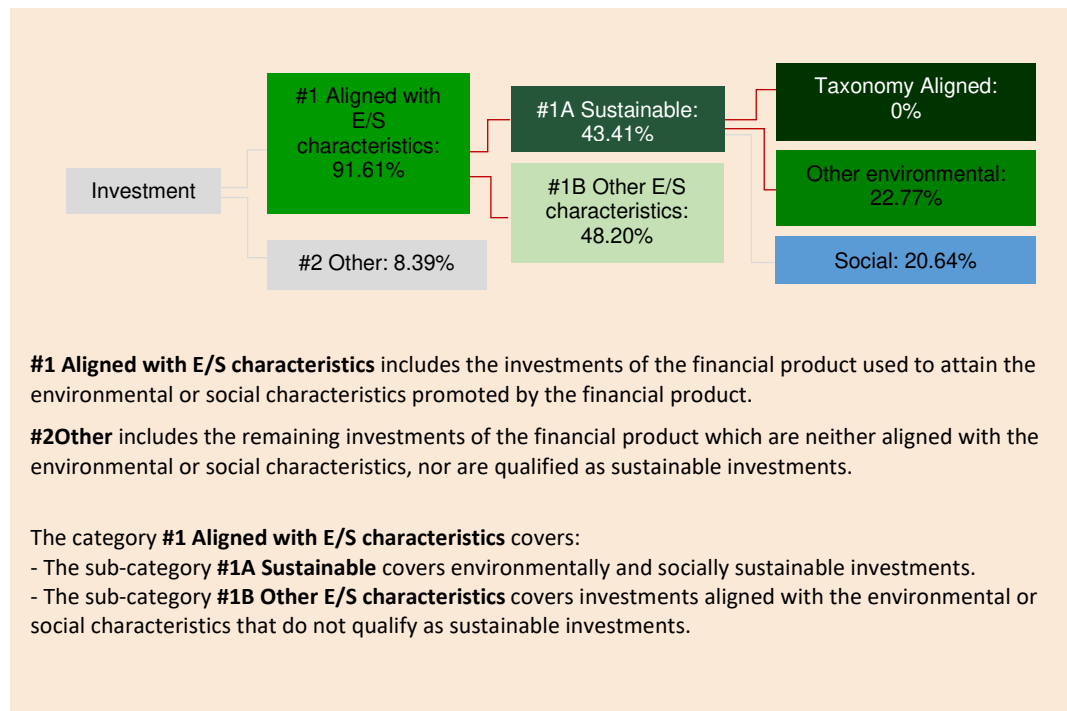 Investment
#1 Aligned with
E/S
characteristics:
91.61%
#2 Other: 8.39%
#1A Sustainable:
43.41%
#1B Other E/S
characteristics:
48.20%
Taxonomy Aligned:
0%
Other environmental:
22.77%
Social: 20.64%
#1 Aligned with E/S characteristics includes the investments of the financial product used to attain the
environmental or social characteristics promoted by the financial product.
#2Other includes the remaining investments of the financial product which are neither aligned with the
environmental or social characteristics, nor are qualified as sustainable investments.
The category #1 Aligned with E/S characteristics covers:
- The sub-category #1A Sustainable covers environmentally and socially sustainable investments.
- The sub-category #1B Other E/S characteristics covers investments aligned with the environmental or
social characteristics that do not qualify as sustainable investments.